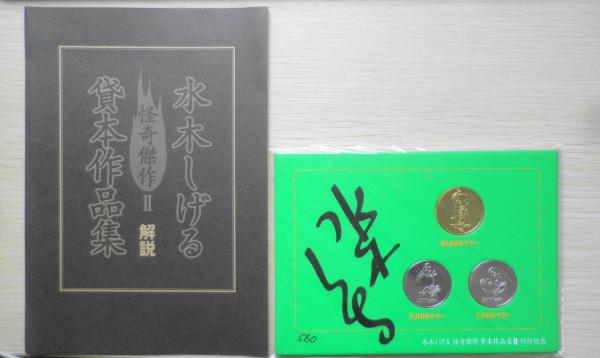 水木しげる
怪奇傑作Ⅱ
貸本作品集
解説
水木しげる
560
10,000ゲゲー
5,000ゲゲー
3,000ゲゲー
水木しげる 怪奇傑作 貸本作品集Ⅱ 刊行記念